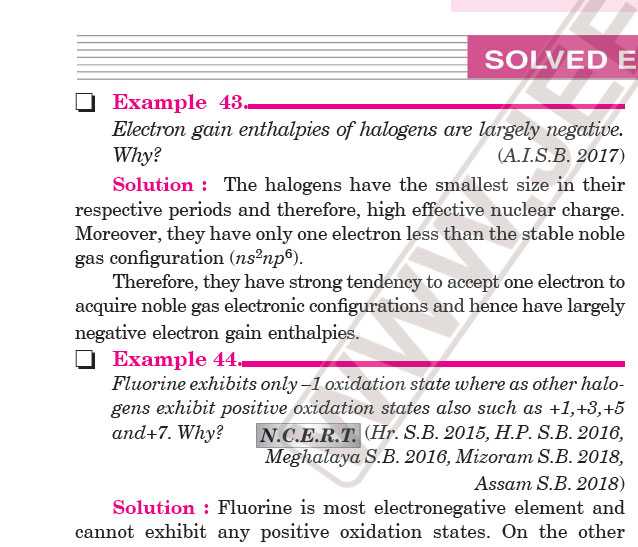 SOLVED E
Example 43.
Electron gain enthalpies of halogens are largely negative.
Why? (A.I.S.B. 2017)
Solution : The halogens have the smallest size in their
respective periods and therefore, high effective nuclear charge.
Moreover, they have only one electron less than the stable noble
gas configuration (ns²np⁶).
Therefore, they have strong tendency to accept one electron to
acquire noble gas electronic configurations and hence have largely
negative electron gain enthalpies.
Example 44.
Fluorine exhibits only –1 oxidation state where as other halo-
gens exhibit positive oxidation states also such as +1,+3,+5
and+7. Why? N.C.E.R.T. (Hr. S.B. 2015, H.P. S.B. 2016,
Meghalaya S.B. 2016, Mizoram S.B. 2018,
Assam S.B. 2018)
Solution : Fluorine is most electronegative element and
cannot exhibit any positive oxidation states. On the other
WWW.JEE